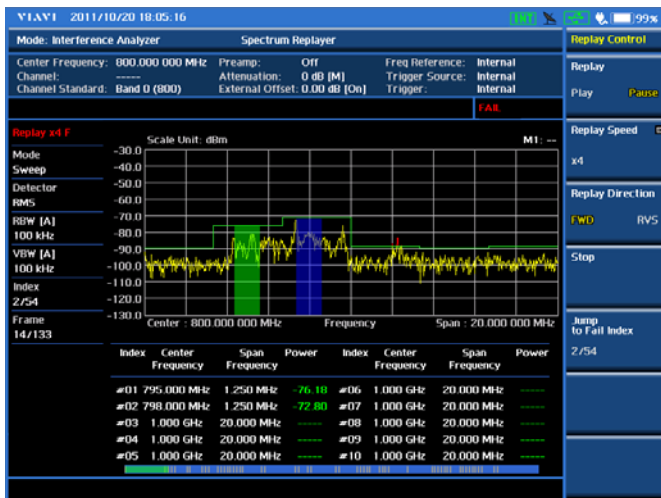 VIAVI 2011/10/20 18:05:16 INT 99%
Mode: Interference Analyzer Spectrum Replayer
Center Frequency: 800.000 000 MHz Preamp: Off Freq Reference: Internal
Channel: ----- Attenuation: 0 dB [M] Trigger Source: Internal
Channel Standard: Band 0 (800) External Offset: 0.00 dB [On] Trigger: Internal
FAIL
Replay x4 F
Mode
Sweep
Detector
RMS
RBW [A]
100 kHz
VBW [A]
100 kHz
Index
2/54
Frame
14/133
Scale Unit: dBm M1: --
-30.0
-40.0
-50.0
-60.0
-70.0
-80.0
-90.0
-100.0
-110.0
-120.0
-130.0
Center : 800.000 000 MHz Frequency Span : 20.000 000 MHz
Index Center Frequency Span Frequency Power Index Center Frequency Span Frequency Power
#01 795.000 MHz 1.250 MHz -76.18 #06 1.000 GHz 20.000 MHz -----
#02 798.000 MHz 1.250 MHz -72.80 #07 1.000 GHz 20.000 MHz -----
#03 1.000 GHz 20.000 MHz ----- #08 1.000 GHz 20.000 MHz -----
#04 1.000 GHz 20.000 MHz ----- #09 1.000 GHz 20.000 MHz -----
#05 1.000 GHz 20.000 MHz ----- #10 1.000 GHz 20.000 MHz -----
Replay Control
Replay
Play Pause
Replay Speed
x4
Replay Direction
FWD RVS
Stop
Jump
to Fail Index
2/54